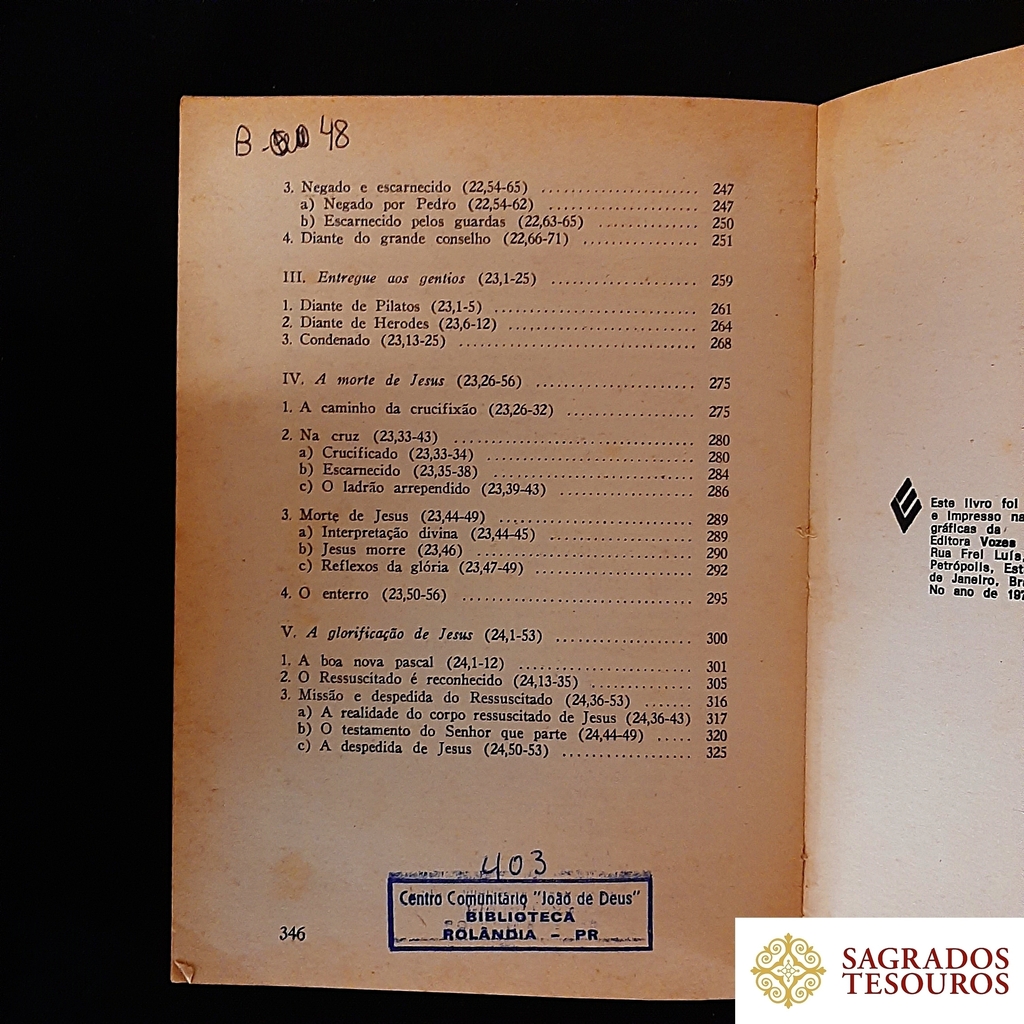 B 48
3. Negado e escarnecido (22,54-65) ...................... 247
a) Negado por Pedro (22,54-62) ..................... 247
b) Escarnecido pelos guardas (22,63-65) .............. 250
4. Diante do grande conselho (22,66-71) ................ 251
III. Entregue aos gentios (23,1-25) ..................... 259
1. Diante de Pilatos (23,1-5) ............................. 261
2. Diante de Herodes (23,6-12) ........................... 264
3. Condenado (23,13-25) .................................. 268
IV. A morte de Jesus (23,26-56) ....................... 275
1. A caminho da crucifixão (23,26-32) .................. 275
2. Na cruz (23,33-43) .................................. 280
a) Crucificado (23,33-34) .............................. 280
b) Escarnecido (23,35-38) .............................. 284
c) O ladrão arrependido (23,39-43) ................... 286
3. Morte de Jesus (23,44-49) ........................... 289
a) Interpretação divina (23,44-45) ..................... 289
b) Jesus morre (23,46) ............................... 290
c) Reflexos da glória (23,47-49) ...................... 292
4. O enterro (23,50-56) ................................. 295
V. A glorificação de Jesus (24,1-53) ................... 300
1. A boa nova pascal (24,1-12) ......................... 301
2. O Ressuscitado é reconhecido (24,13-35) .............. 305
3. Missão e despedida do Ressuscitado (24,36-53) ....... 316
a) A realidade do corpo ressuscitado de Jesus (24,36-43) 317
b) O testamento do Senhor que parte (24,44-49) ..... 320
c) A despedida de Jesus (24,50-53) .................. 325
403
Centro Comunitário "João de Deus"
BIBLIOTECA
ROLÂNDIA - PR
346
Este livro foi
e impresso na
gráficas da
Editora Vozes
Rua Frei Luís,
Petrópolis, Est
de Janeiro, Br
No ano de 197
SAGRADOS
TESOUROS